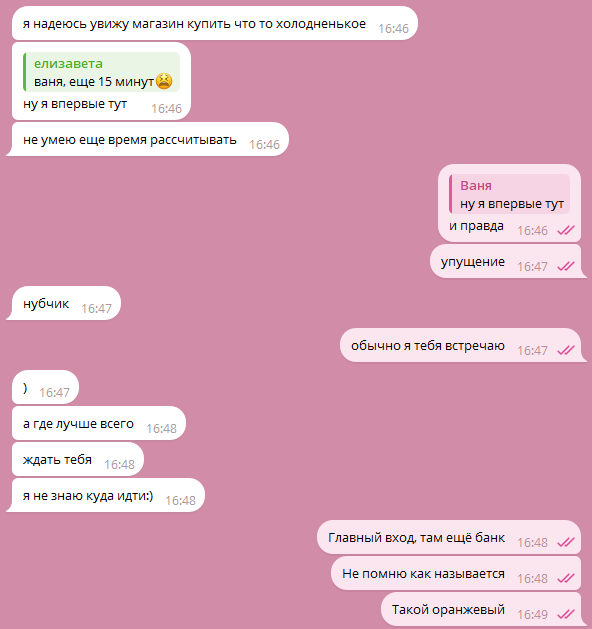 я надеюсь увижу магазин купить что то холодненькое 16:46
елизавета
ваня, еще 15 минут😫
ну я впервые тут 16:46
не умею еще время рассчитывать 16:46
Ваня
ну я впервые тут
и правда 16:46
упущение 16:47
нубчик 16:47
обычно я тебя встречаю 16:47
) 16:47
а где лучше всего 16:48
ждать тебя 16:48
я не знаю куда идти:) 16:48
Главный вход, там ещё банк 16:48
Не помню как называется 16:48
Такой оранжевый 16:49